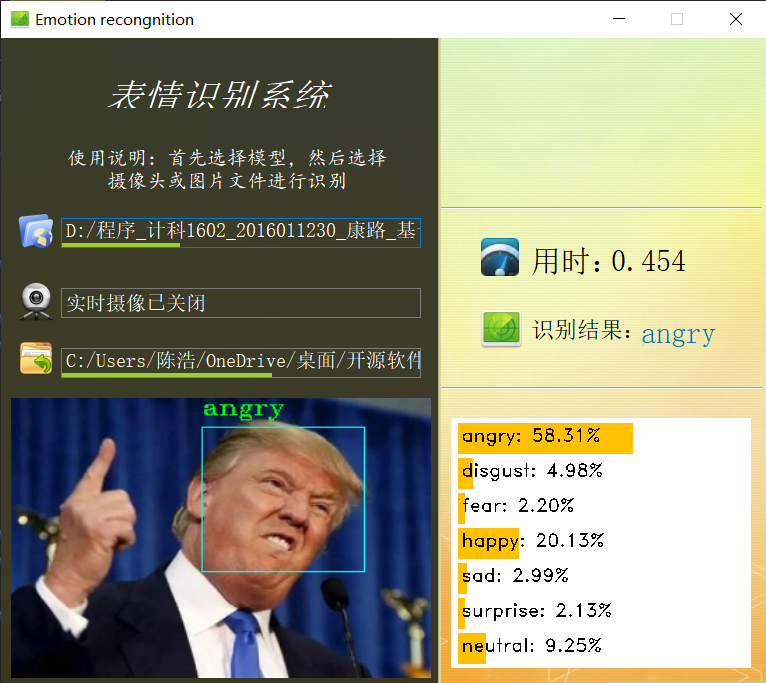 Emotion recongnition
表情识别系统
使用说明：首先选择模型，然后选择
摄像头或图片文件进行识别
D:/程序_计科1602_2016011230_康路_基
实时摄像已关闭
C:/Users/陈浩/OneDrive/桌面/开源软件
angry
用时：0.454
识别结果：angry
angry: 58.31%
disgust: 4.98%
fear: 2.20%
happy: 20.13%
sad: 2.99%
surprise: 2.13%
neutral: 9.25%